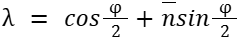 λ = cos φ/2 + n̅ sin φ/2